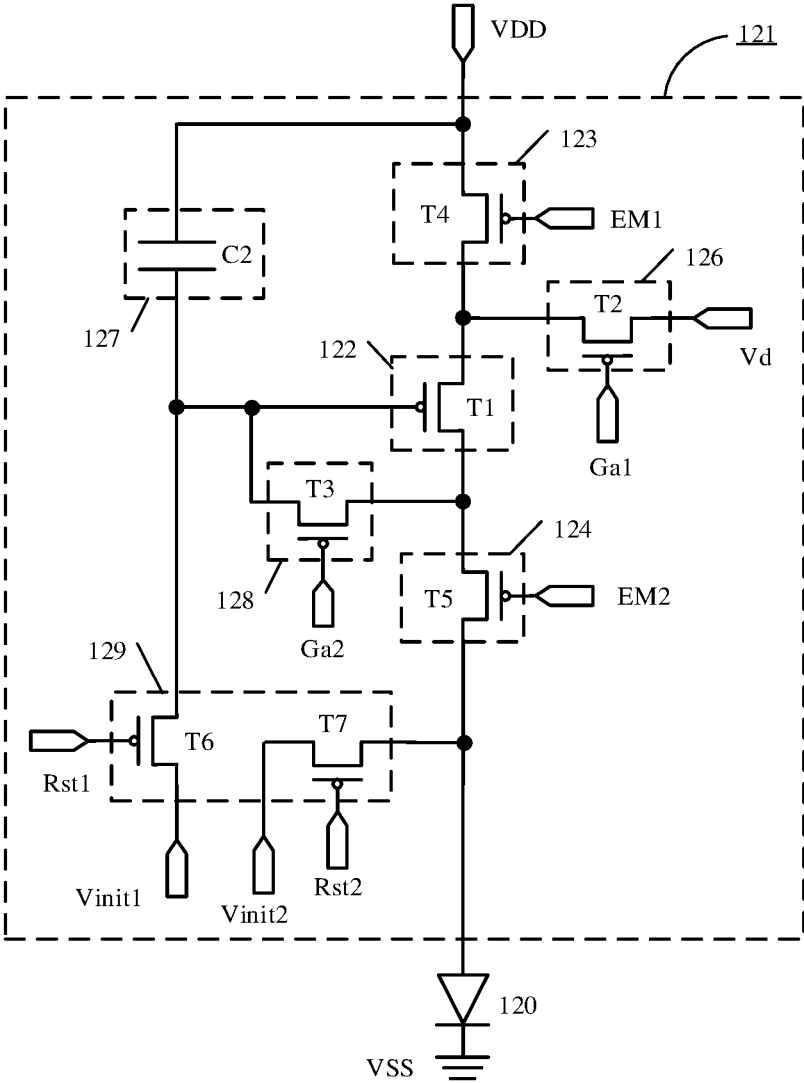 VDD
121
123
T4
EM1
C2
126
T2
127
122
Vd
T1
Ga1
T3
124
128
T5
EM2
Ga2
129
T7
T6
Rst1
Rst2
Vinit1
Vinit2
120
VSS